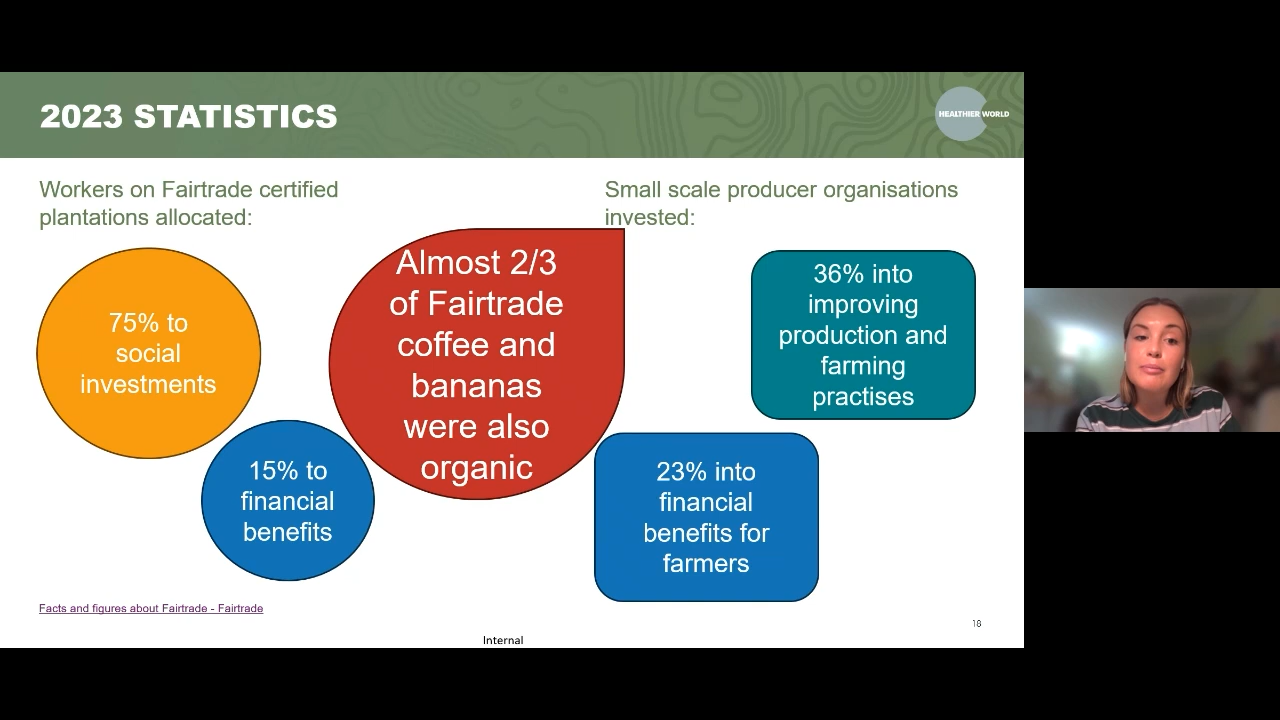 2023 STATISTICS
HEALTHIER WORLD
Workers on Fairtrade certified
plantations allocated:
75% to
social
investments
15% to
financial
benefits
Almost 2/3
of Fairtrade
coffee and
bananas
were also
organic
Small scale producer organisations
invested:
36% into
improving
production and
farming
practises
23% into
financial
benefits for
farmers
Facts and figures about Fairtrade - Fairtrade
18
Internal